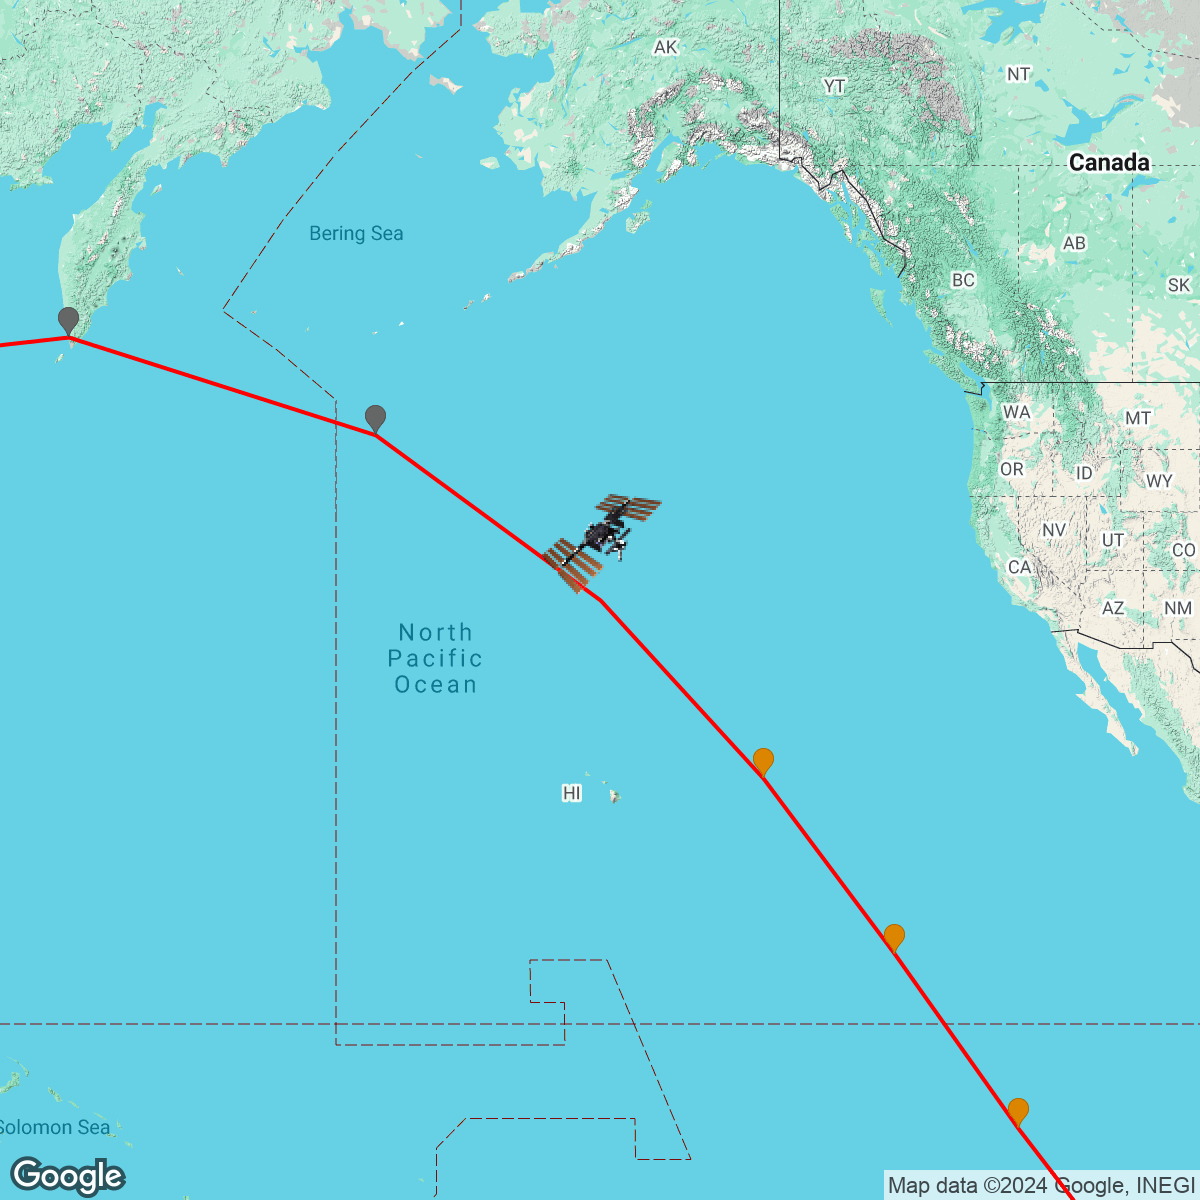 AK
YT
NT
Canada
Bering Sea
AB
BC
SK
WA
MT
OR
ID
WY
NV
UT
CO
CA
AZ
NM
North
Pacific
Ocean
HI
Solomon Sea
Google
Map data ©2024 Google, INEGI